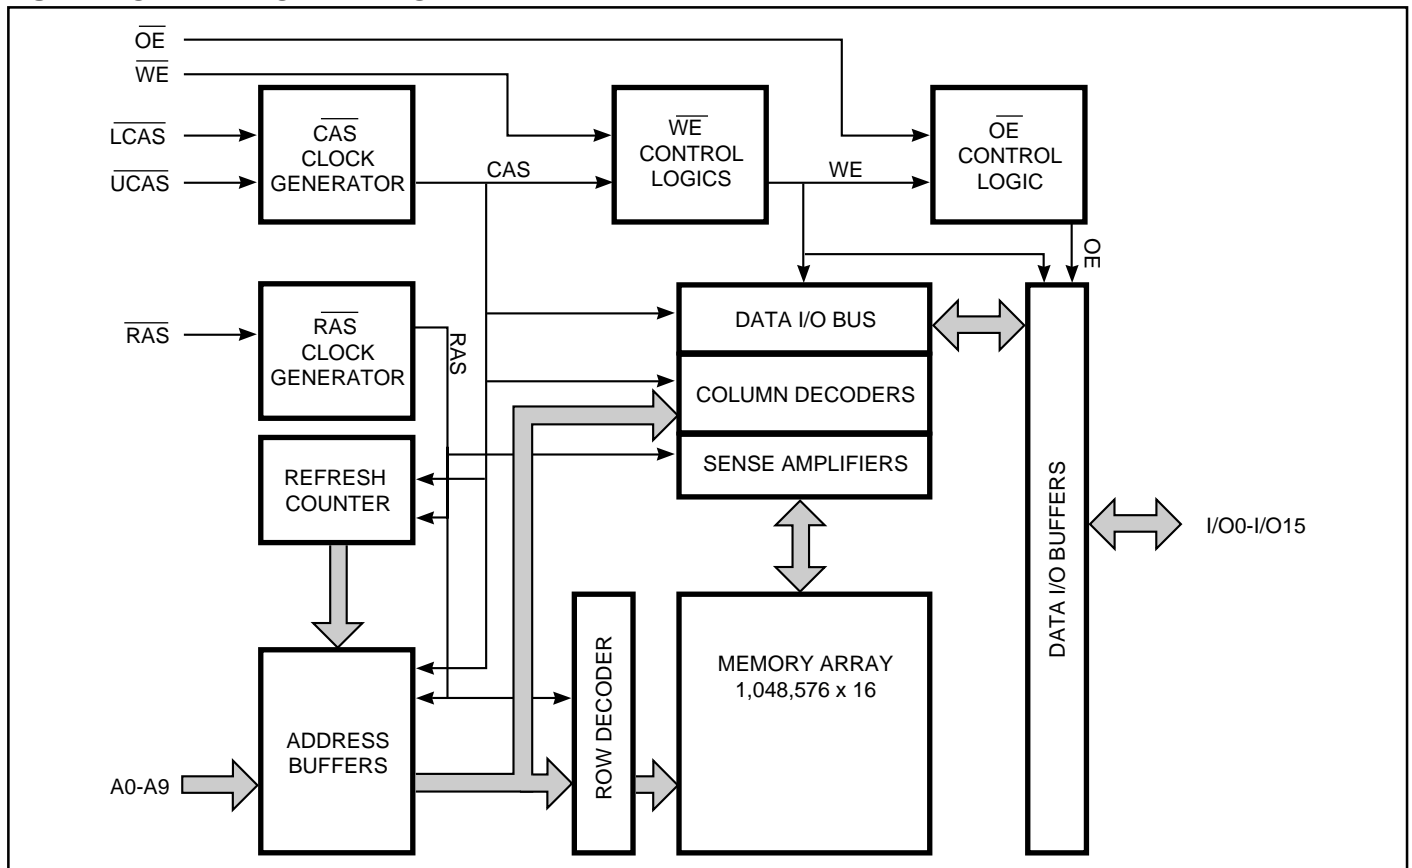 OE
WE
LCAS
UCAS
CAS
CLOCK
GENERATOR
CAS
WE
CONTROL
LOGICS
WE
OE
CONTROL
LOGIC
OE
RAS
RAS
CLOCK
GENERATOR
RAS
DATA I/O BUS
COLUMN DECODERS
SENSE AMPLIFIERS
REFRESH
COUNTER
DATA I/O BUFFERS
I/O0-I/O15
ADDRESS
BUFFERS
A0-A9
ROW DECODER
MEMORY ARRAY
1,048,576 x 16